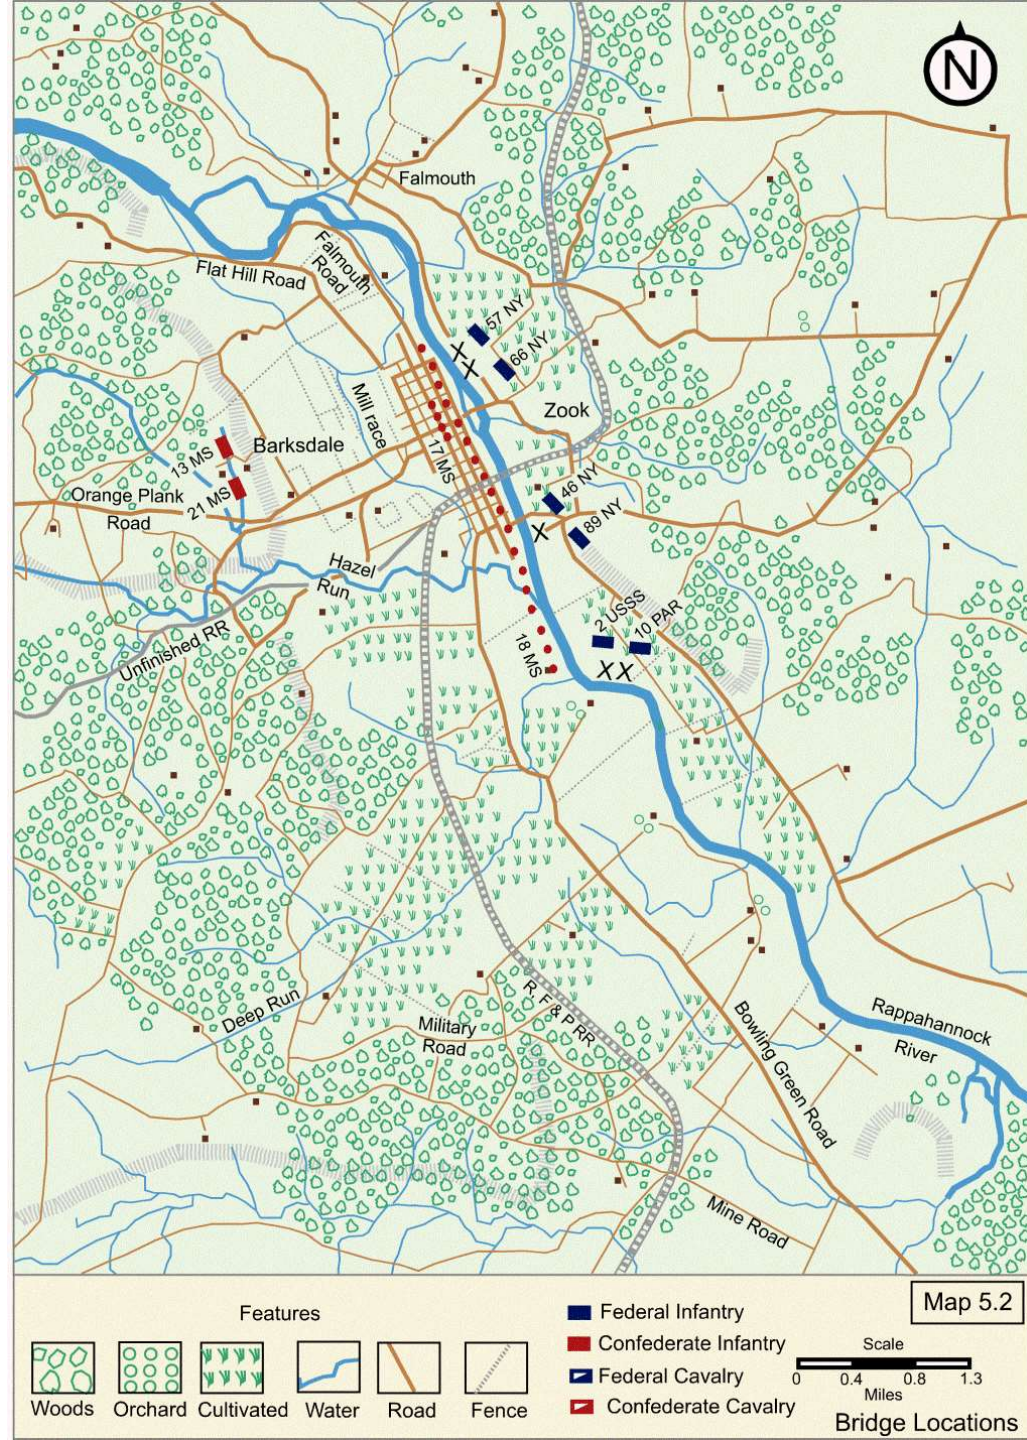 N
Falmouth
Falmouth
Road
Flat Hill Road
57 NY
66 NY
Zook
Mill race
Barksdale
13 MS
17 MS
21 MS
Orange Plank
Road
46 NY
89 NY
Hazel
Run
2 USSS
10 PAR
Unfinished RR
18 MS
Deep Run
Military
Road
R, F & P RR
Bowling Green Road
Rappahannock
River
Mine Road
Features
Woods
Orchard
Cultivated
Water
Road
Fence
Federal Infantry
Confederate Infantry
Federal Cavalry
Confederate Cavalry
Map 5.2
Scale
0 0.4 0.8 1.3
Miles
Bridge Locations